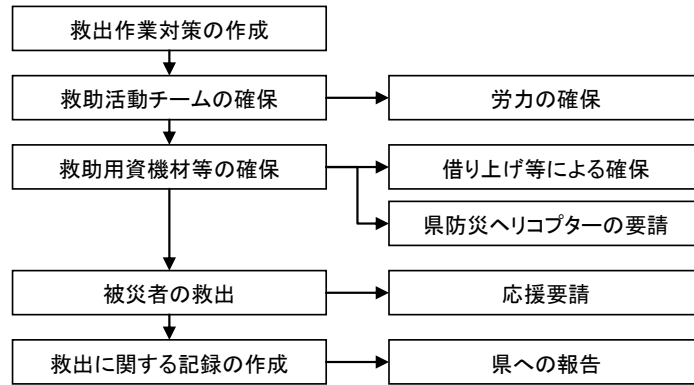 救出作業対策の作成
救助活動チームの確保
労力の確保
救助用資機材等の確保
借り上げ等による確保
県防災ヘリコプターの要請
被災者の救出
応援要請
救出に関する記録の作成
県への報告